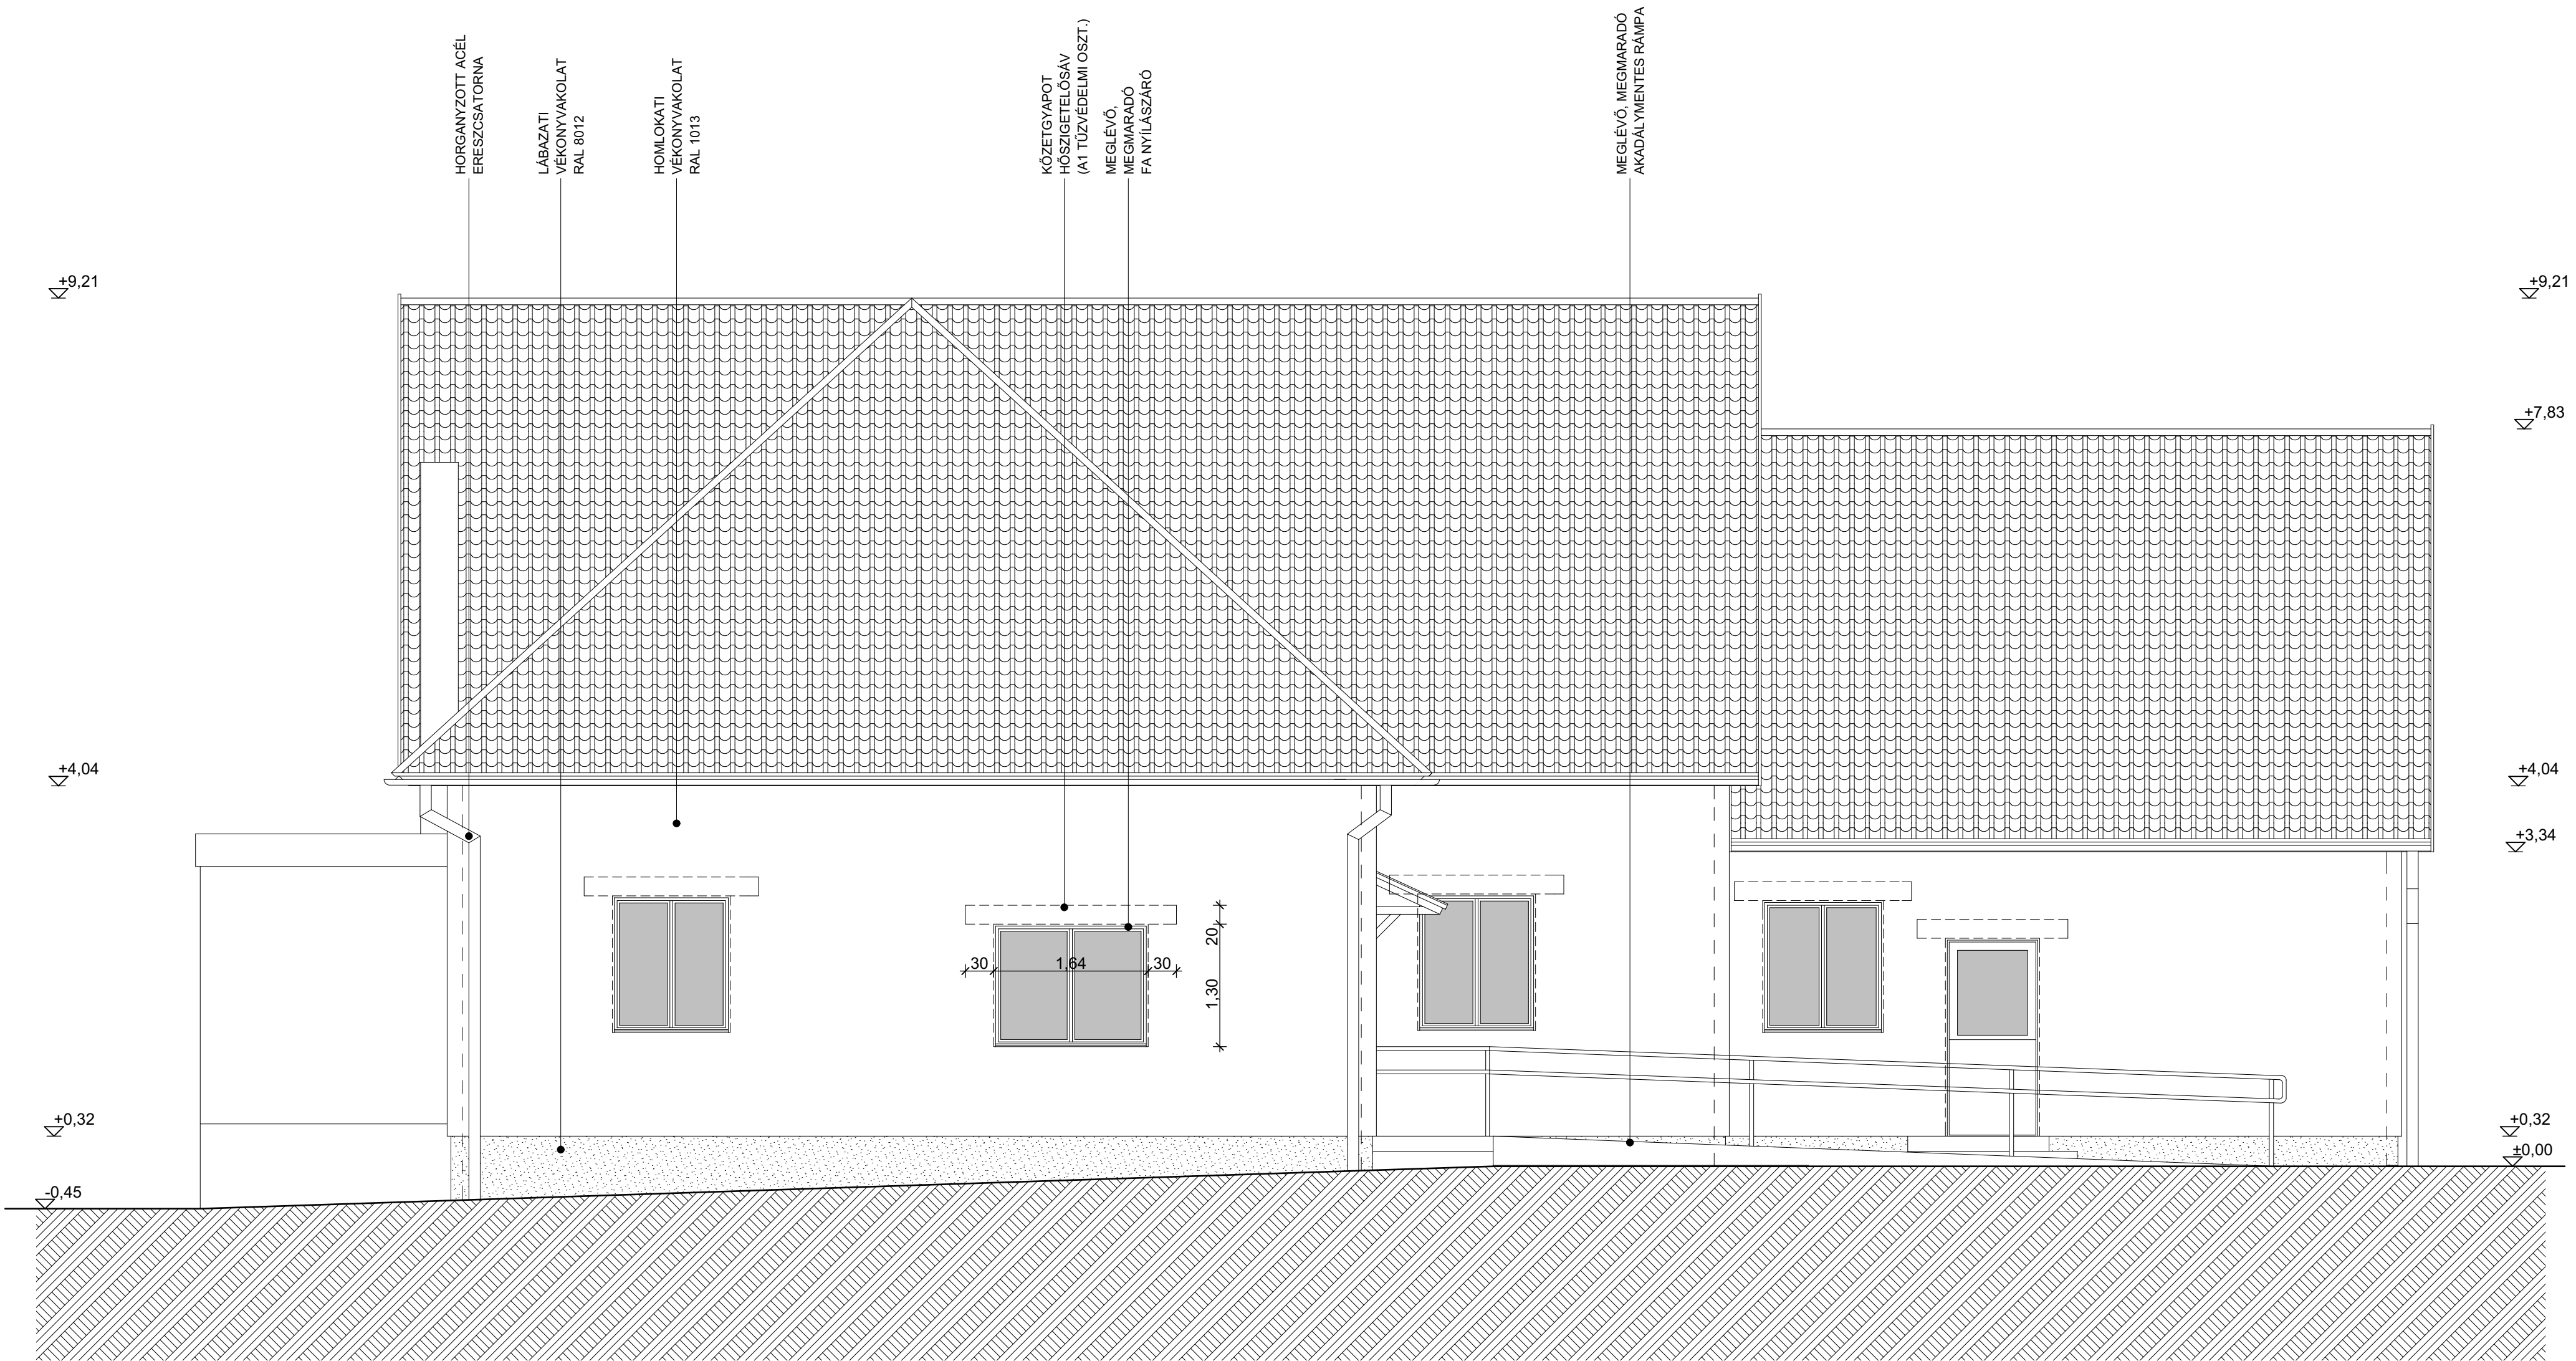 HORGANYZOTT ACÉL
ERESZCSATORNA
LÁBAZATI
VÉKONYVAKOLAT
RAL 8012
HOMLOKATI
VÉKONYVAKOLAT
RAL 1013
KŐZETGYAPOT
HŐSZIGETELŐSÁV
(A1 TŰZVÉDELMI OSZT.)
MEGLÉVŐ,
MEGMARADÓ
FA NYÍLÁSZÁRÓ
MEGLÉVŐ, MEGMARADÓ
AKADÁLYMENTES RÁMPA
+9,21
+9,21
+7,83
+4,04
+4,04
+3,34
20
30
1,64
30
1,30
+0,32
+0,32
±0,00
-0,45